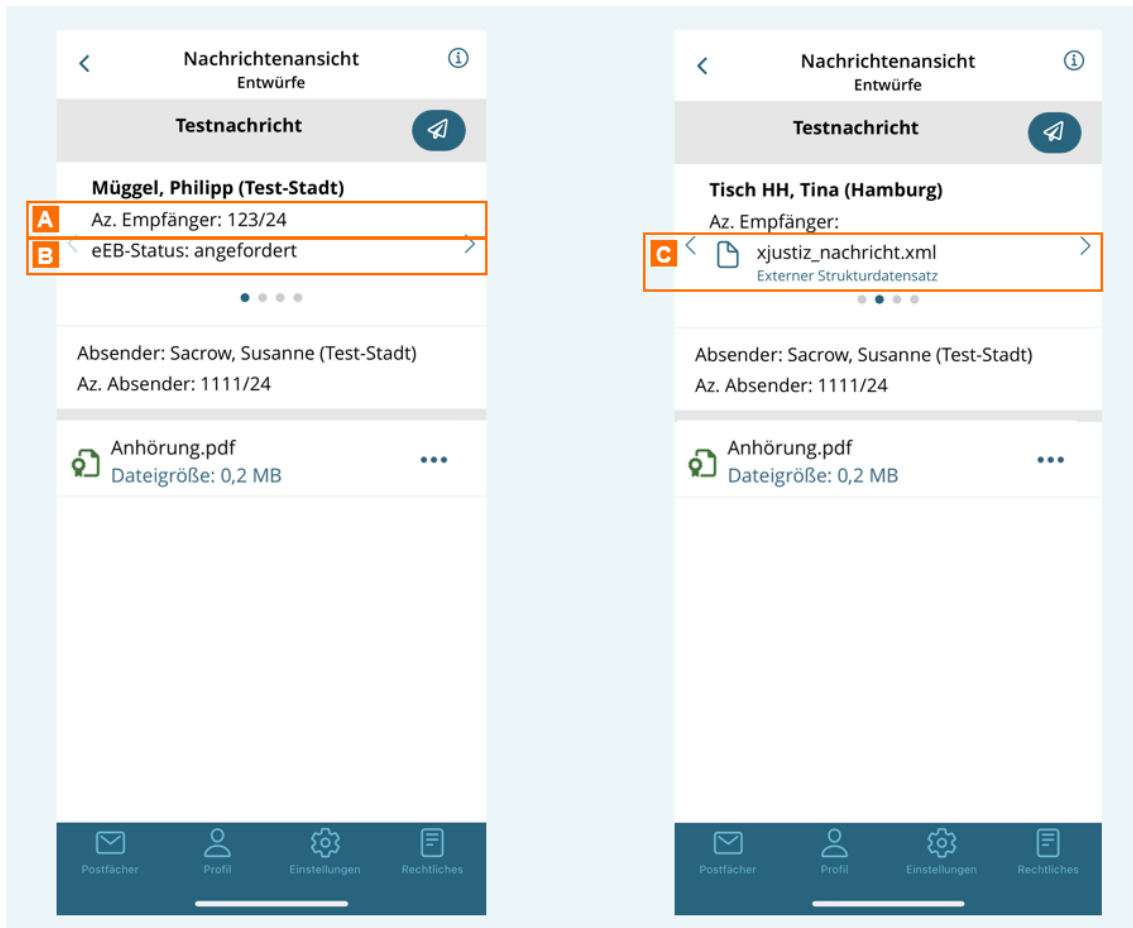 Nachrichtenansicht
Entwürfe
Testnachricht
Müggel, Philipp (Test-Stadt)
A Az. Empfänger: 123/24
B eEB-Status: angefordert
Absender: Sacrow, Susanne (Test-Stadt)
Az. Absender: 1111/24
Anhörung.pdf
Dateigröße: 0,2 MB
Postfächer Profil Einstellungen Rechtliches
Nachrichtenansicht
Entwürfe
Testnachricht
Tisch HH, Tina (Hamburg)
Az. Empfänger:
C xjustiz_nachricht.xml
Externer Strukturdatensatz
Absender: Sacrow, Susanne (Test-Stadt)
Az. Absender: 1111/24
Anhörung.pdf
Dateigröße: 0,2 MB
Postfächer Profil Einstellungen Rechtliches